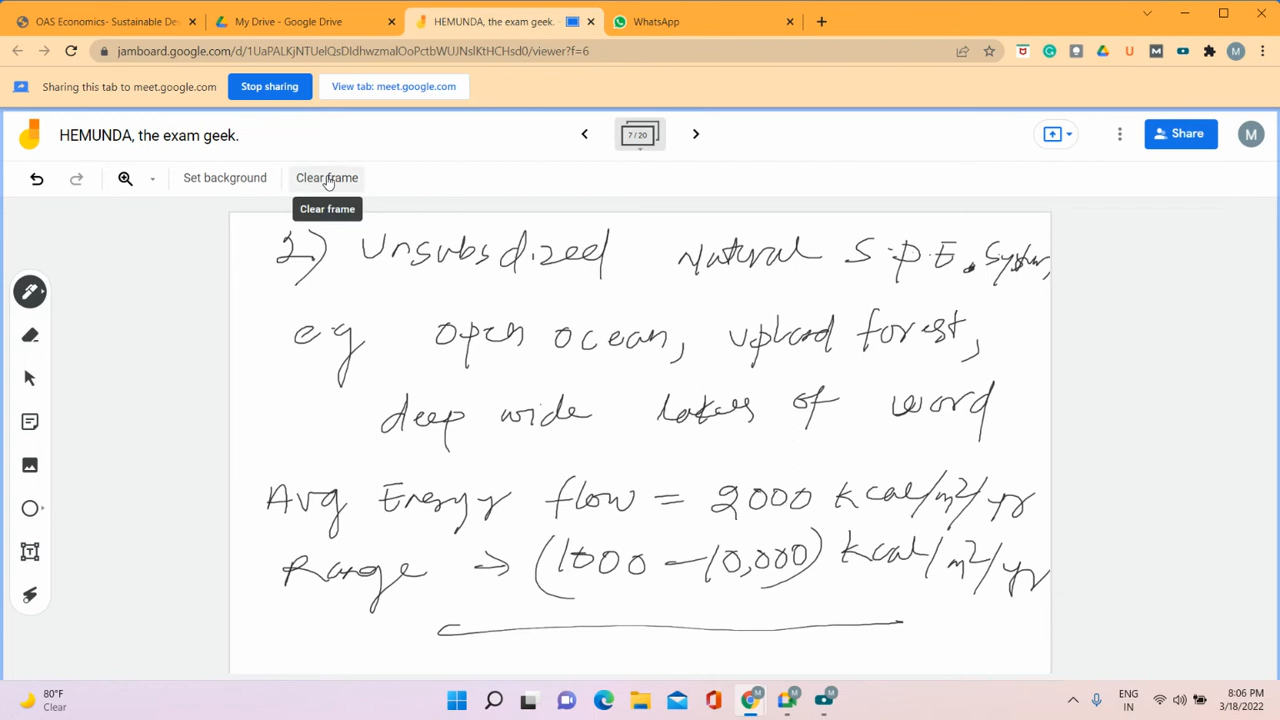 OAS Economics- Sustainable De
My Drive - Google Drive
HEMUNDA, the exam geek. -
WhatsApp
jamboard.google.com/d/1UaPALKjNTUelQsDldhwzmalOoPctbWUJNslKtHCHsd0/viewer?f=6
Sharing this tab to meet.google.com
Stop sharing
View tab: meet.google.com
HEMUNDA, the exam geek.
7 / 20
Share
M
Set background
Clear frame
Clear frame
2) Unsubsdized Natural S.P.E. System,
eg open ocean, upland forest,
deep wide lakes of word
Avg Energy flow = 2000 Kcal/m2/yr
Range → (1000 - 10,000) kcal/m2/yr
80°F
Clear
ENG
IN
8:06 PM
3/18/2022